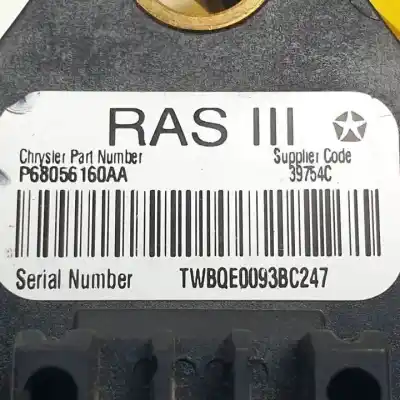 RAS III
Chrysler Part Number Supplier Code
P68056160AA 39754C
Serial Number TWBQE0093BC247